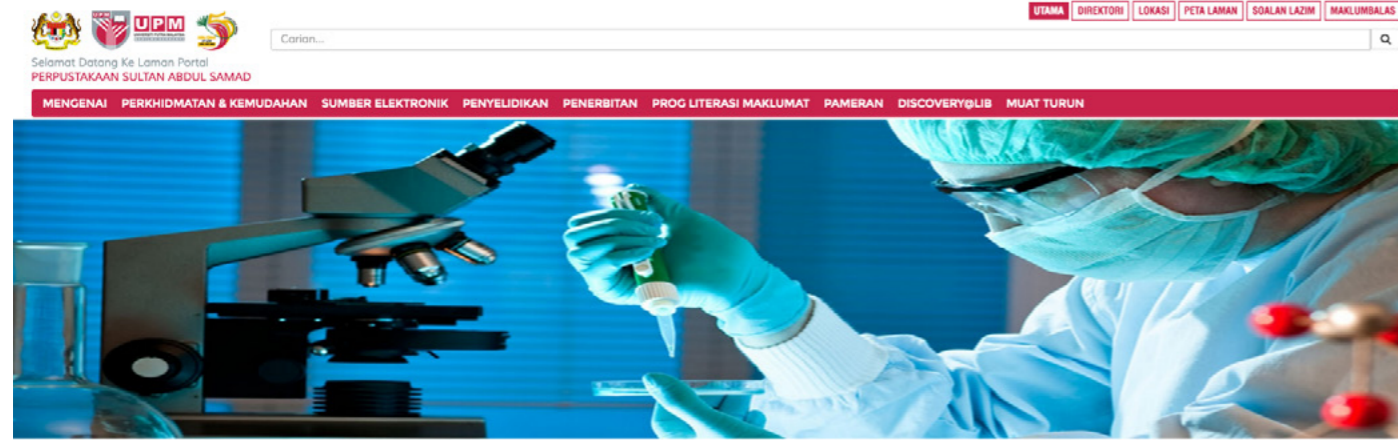 UTAMA DIREKTORI LOKASI PETA LAMAN SOALAN LAZIM MAKLUMBALAS
UPM
Carian...
Selamat Datang Ke Laman Portal
PERPUSTAKAAN SULTAN ABDUL SAMAD
MENGENAI PERKHIDMATAN & KEMUDAHAN SUMBER ELEKTRONIK PENYELIDIKAN PENERBITAN PROG LITERASI MAKLUMAT PAMERAN DISCOVERY@LIB MUAT TURUN